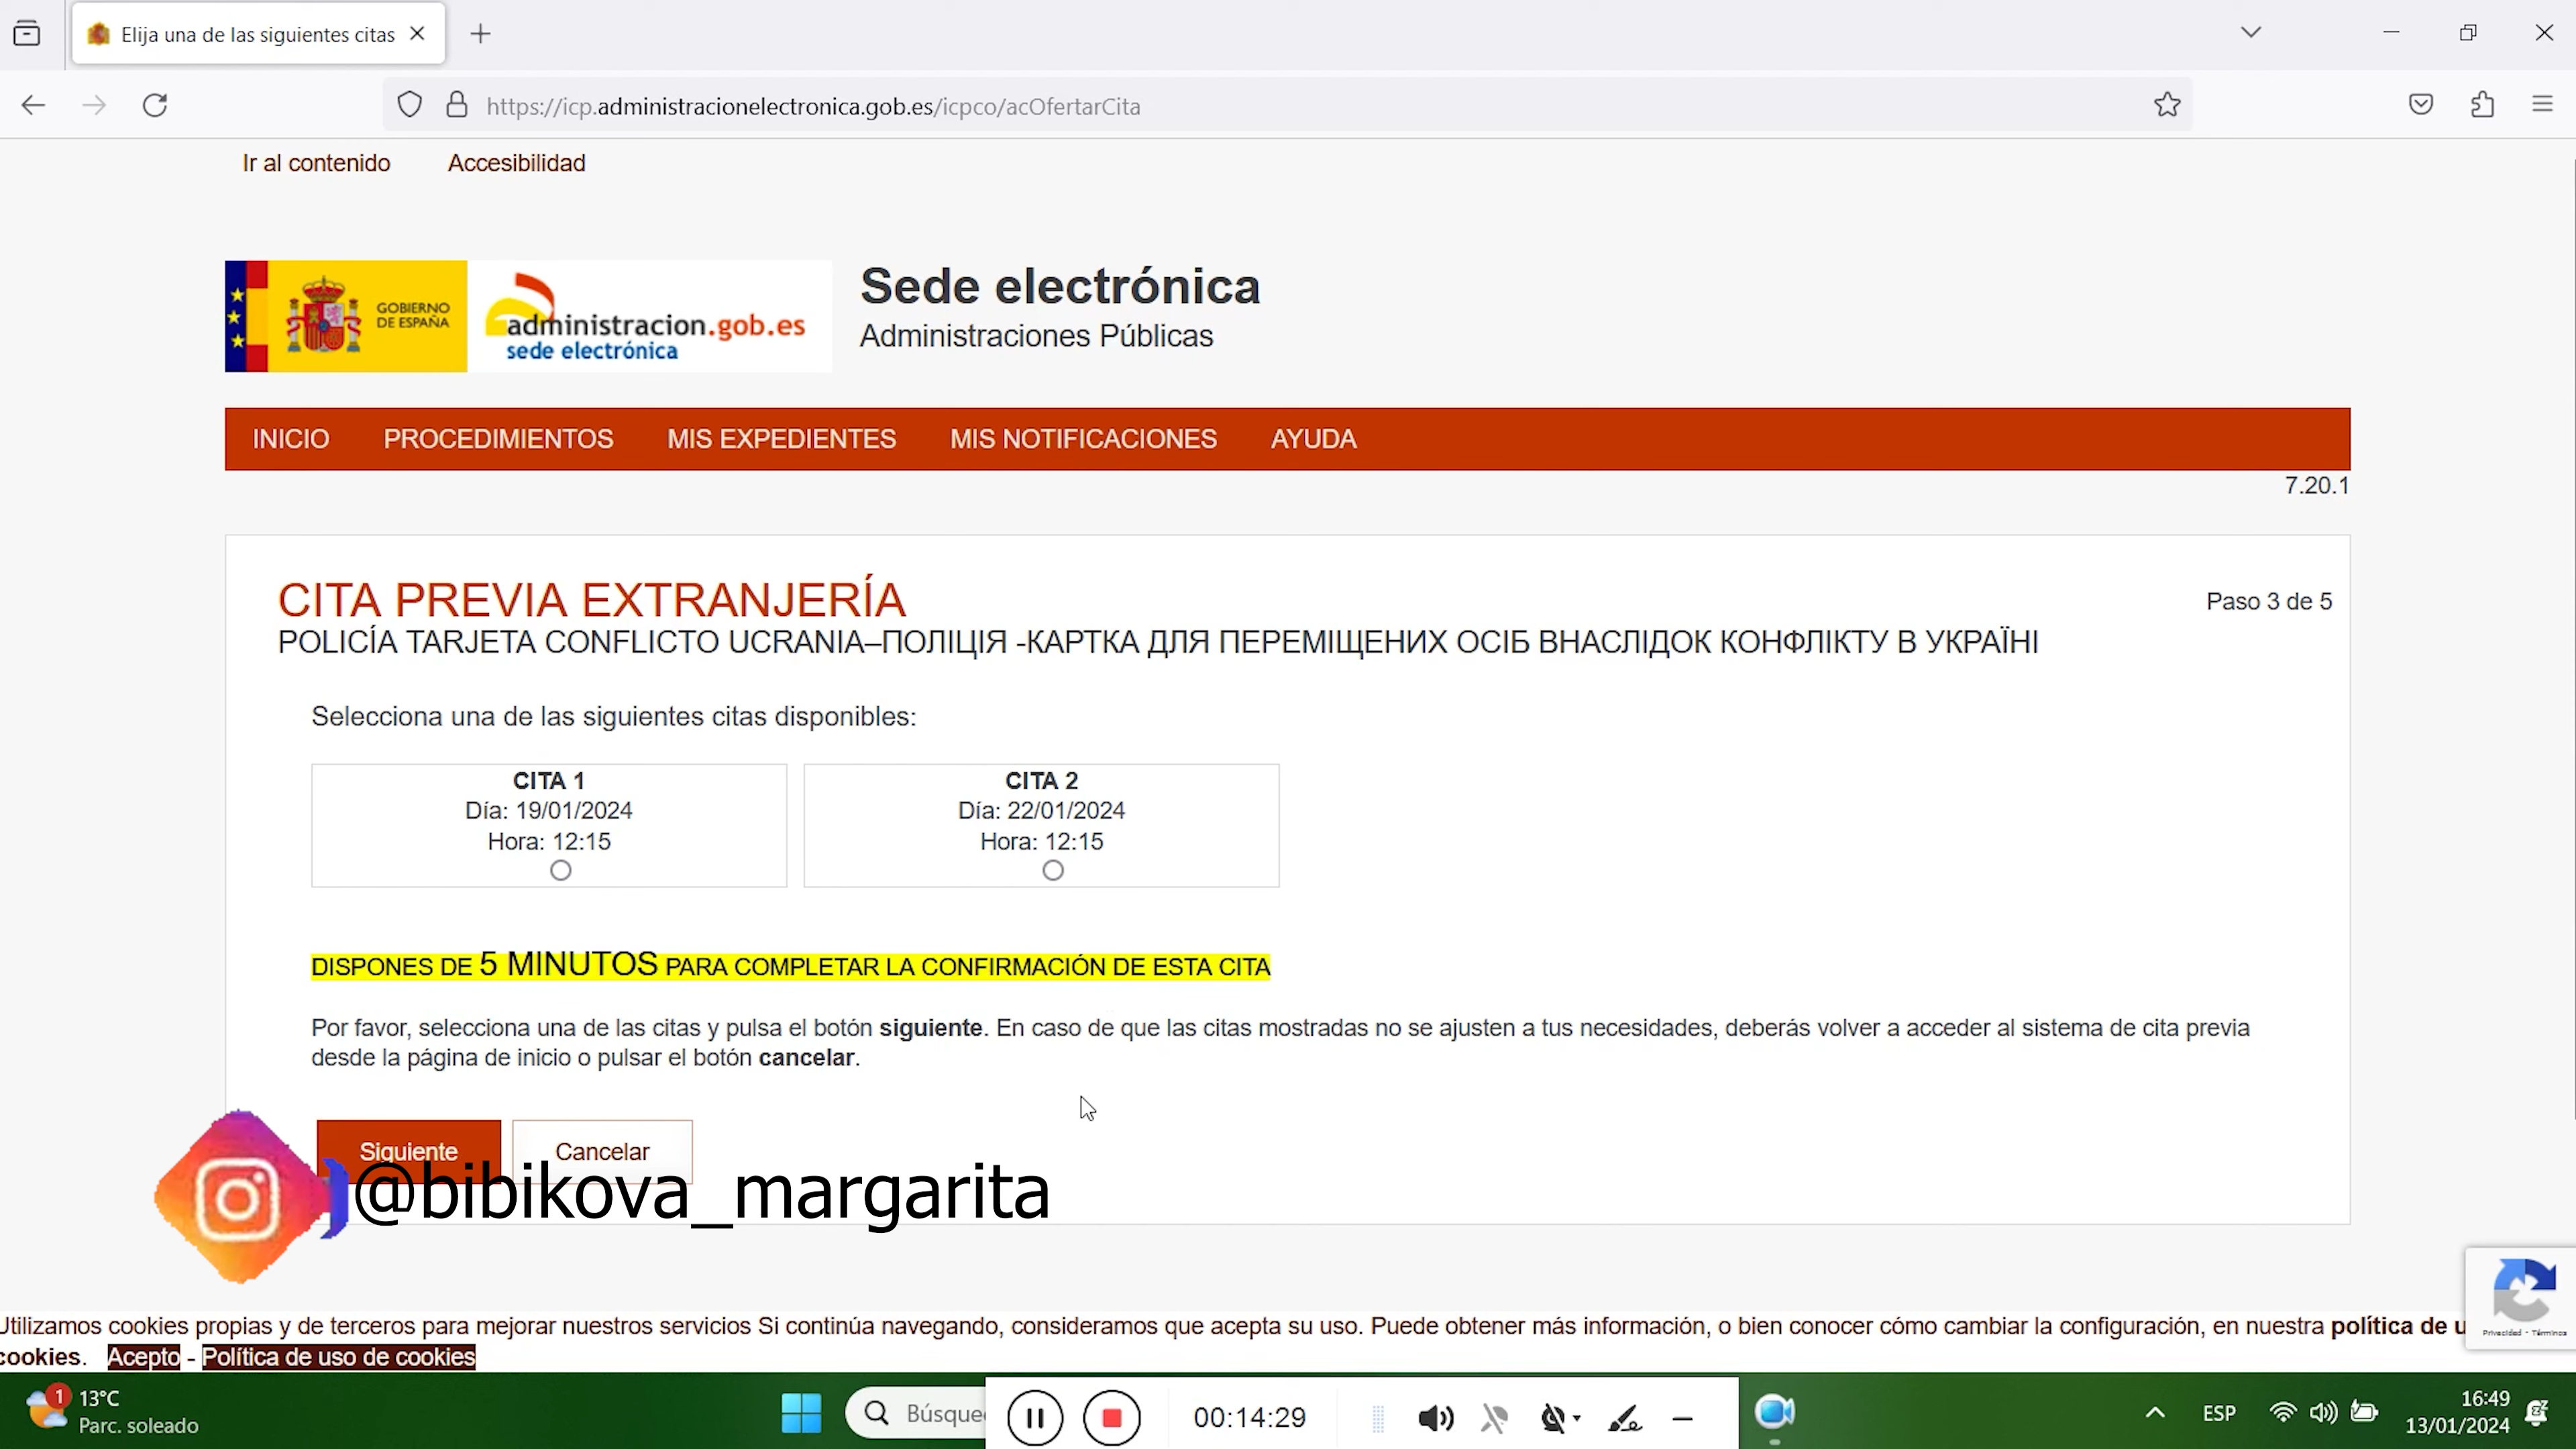 Elija una de las siguientes citas
https://icp.administracionelectronica.gob.es/icpco/acOfertarCita
Ir al contenido Accesibilidad
GOBIERNO
DE ESPAÑA
administracion.gob.es
sede electrónica
Sede electrónica
Administraciones Públicas
INICIO PROCEDIMIENTOS MIS EXPEDIENTES MIS NOTIFICACIONES AYUDA
7.20.1
CITA PREVIA EXTRANJERÍA
Paso 3 de 5
POLICÍA TARJETA CONFLICTO UCRANIA–ПОЛІЦІЯ -КАРТКА ДЛЯ ПЕРЕМІЩЕНИХ ОСІБ ВНАСЛІДОК КОНФЛІКТУ В УКРАЇНІ
Selecciona una de las siguientes citas disponibles:
CITA 1
Día: 19/01/2024
Hora: 12:15
CITA 2
Día: 22/01/2024
Hora: 12:15
DISPONES DE 5 MINUTOS PARA COMPLETAR LA CONFIRMACIÓN DE ESTA CITA
Por favor, selecciona una de las citas y pulsa el botón siguiente. En caso de que las citas mostradas no se ajusten a tus necesidades, deberás volver a acceder al sistema de cita previa
desde la página de inicio o pulsar el botón cancelar.
Siguiente Cancelar
@bibikova_margarita
Privacidad - Términos
Utilizamos cookies propias y de terceros para mejorar nuestros servicios Si continúa navegando, consideramos que acepta su uso. Puede obtener más información, o bien conocer cómo cambiar la configuración, en nuestra política de u
cookies. Acepto - Política de uso de cookies
1
13°C
Parc. soleado
Búsque
00:14:29
ESP
16:49
13/01/2024